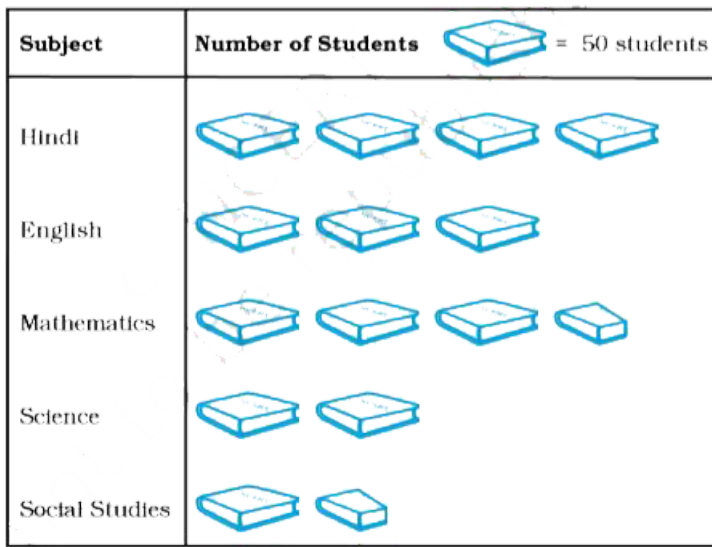 Subject
Number of Students = 50 students
Hindi
English
Mathematics
Science
Social Studies